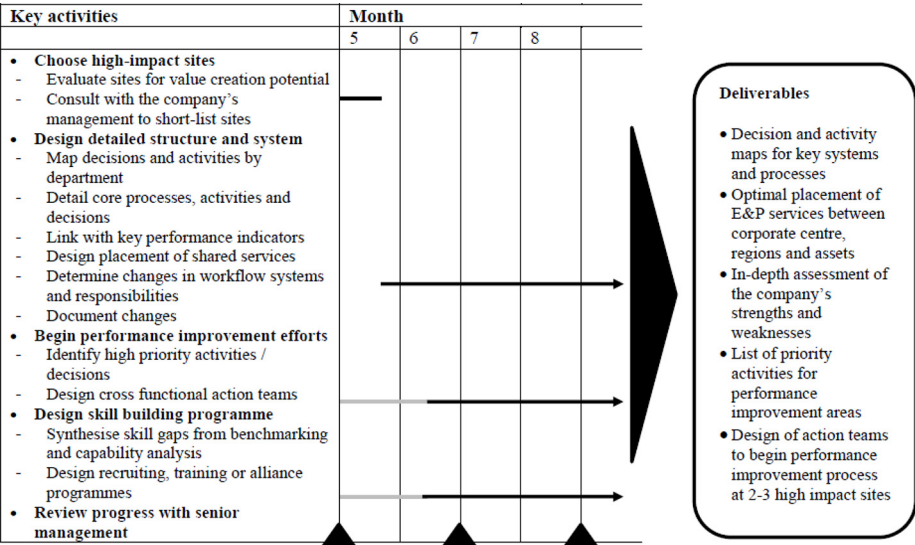 Key activities Month
5 6 7 8
• Choose high-impact sites
- Evaluate sites for value creation potential
- Consult with the company's
management to short-list sites
• Design detailed structure and system
- Map decisions and activities by
department
- Detail core processes, activities and
decisions
- Link with key performance indicators
- Design placement of shared services
- Determine changes in workflow systems
and responsibilities
- Document changes
• Begin performance improvement efforts
- Identify high priority activities /
decisions
- Design cross functional action teams
• Design skill building programme
- Synthesise skill gaps from benchmarking
and capability analysis
- Design recruiting, training or alliance
programmes
• Review progress with senior
management
Deliverables
• Decision and activity
maps for key systems
and processes
• Optimal placement of
E&P services between
corporate centre,
regions and assets
• In-depth assessment of
the company's
strengths and
weaknesses
• List of priority
activities for
performance
improvement areas
• Design of action teams
to begin performance
improvement process
at 2-3 high impact sites